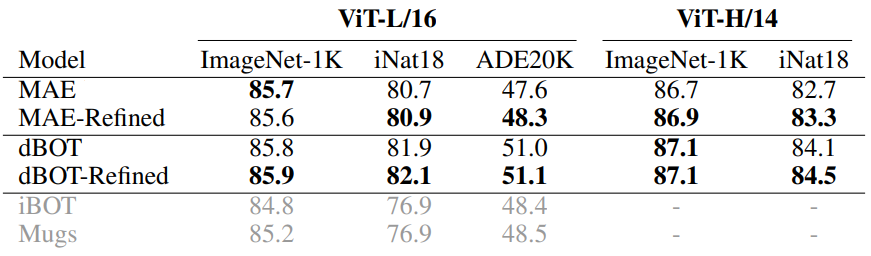 ViT-L/16 ViT-H/14
Model ImageNet-1K iNat18 ADE20K ImageNet-1K iNat18
MAE 85.7 80.7 47.6 86.7 82.7
MAE-Refined 85.6 80.9 48.3 86.9 83.3
dBOT 85.8 81.9 51.0 87.1 84.1
dBOT-Refined 85.9 82.1 51.1 87.1 84.5
iBOT 84.8 76.9 48.4 - -
Mugs 85.2 76.9 48.5 - -